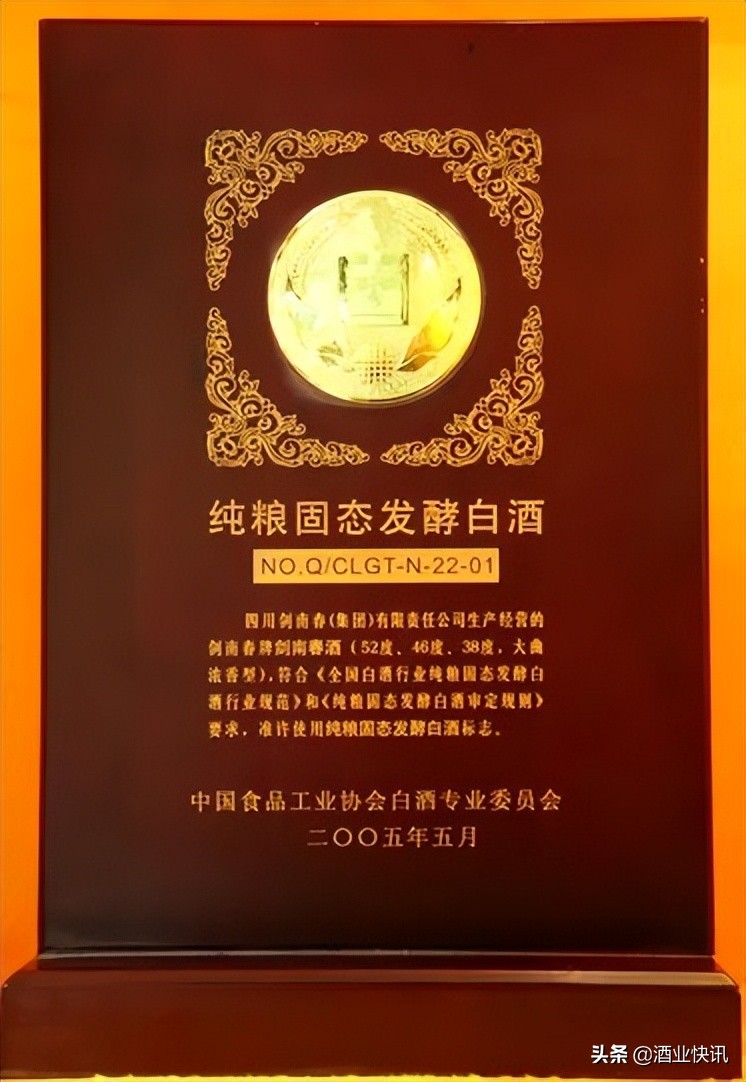 纯粮固态发酵白酒
NO.Q/CLGT-N-22-01
四川剑南春(集团)有限责任公司生产经营的
剑南春牌剑南春酒（52度、46度、38度，大曲
浓香型），符合《全国白酒行业纯粮固态发酵白
酒行业规范》和《纯粮固态发酵白酒审定规则》
要求，准许使用纯粮固态发酵白酒标志。
中国食品工业协会白酒专业委员会
二〇〇五年五月
头条 @酒业快讯